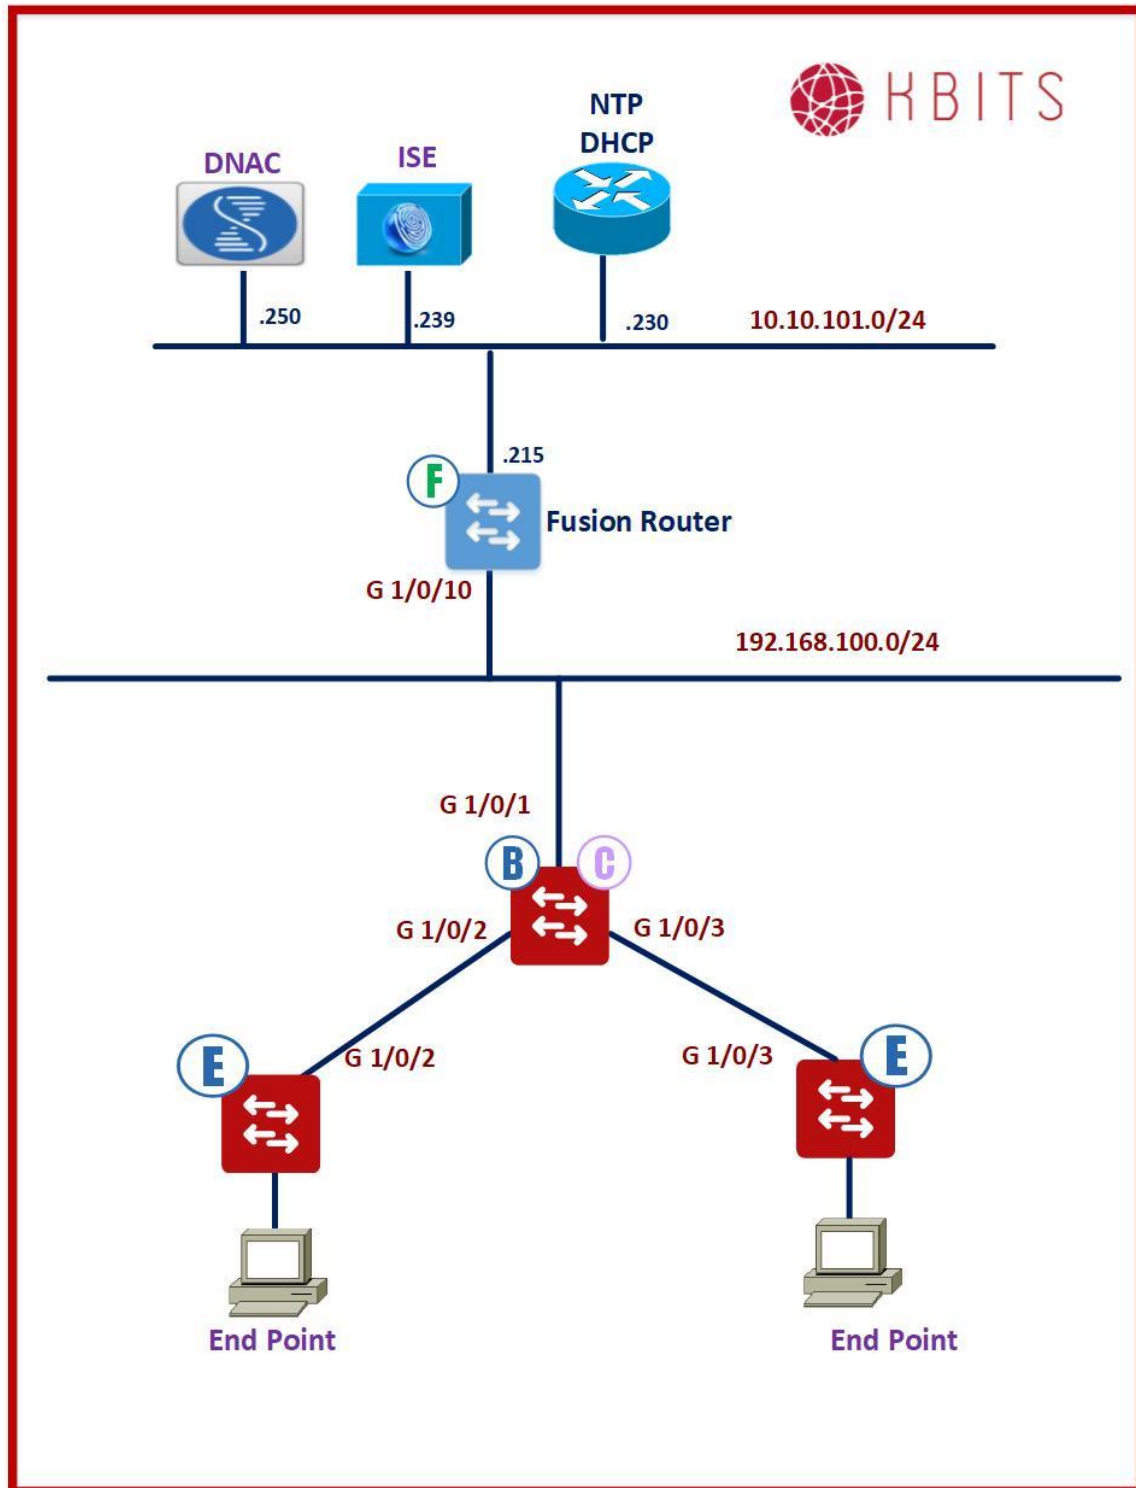 KBITS
NTP
DHCP
DNAC
ISE
.250
.239
.230
10.10.101.0/24
.215
F
Fusion Router
G 1/0/10
192.168.100.0/24
G 1/0/1
B
C
G 1/0/2
G 1/0/3
E
G 1/0/2
G 1/0/3
E
End Point
End Point